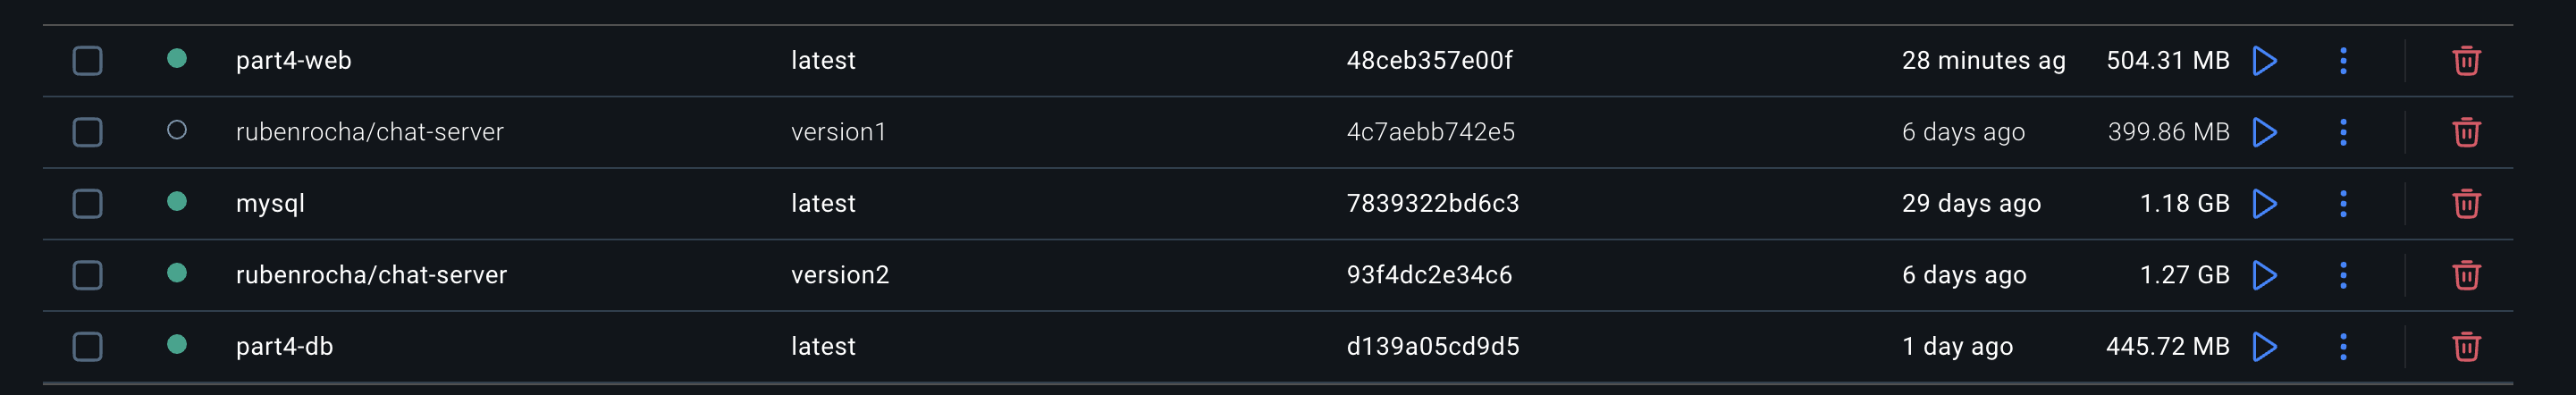 part4-web latest 48ceb357e00f 28 minutes ag 504.31 MB
rubenrocha/chat-server version1 4c7aebb742e5 6 days ago 399.86 MB
mysql latest 7839322bd6c3 29 days ago 1.18 GB
rubenrocha/chat-server version2 93f4dc2e34c6 6 days ago 1.27 GB
part4-db latest d139a05cd9d5 1 day ago 445.72 MB